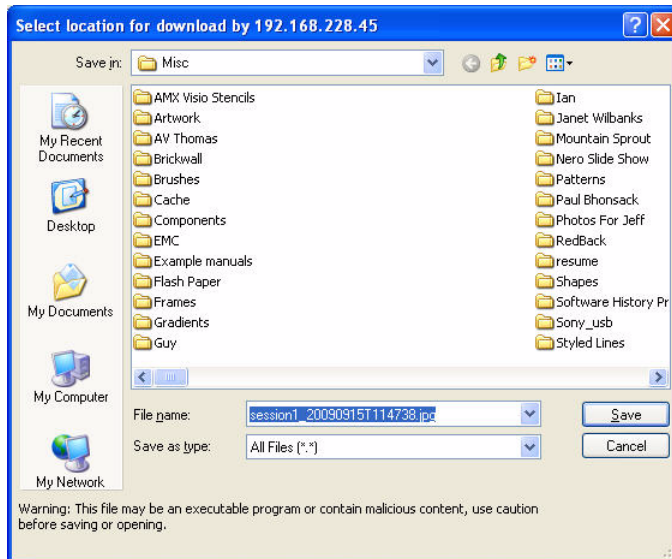 Select location for download by 192.168.228.45
Save in: Misc
My Recent Documents
Desktop
My Documents
My Computer
My Network
AMX Visio Stencils
Artwork
AV Thomas
Brickwall
Brushes
Cache
Components
EMC
Example manuals
Flash Paper
Frames
Gradients
Guy
Ian
Janet Wilbanks
Mountain Sprout
Nero Slide Show
Patterns
Paul Bhonsack
Photos For Jeff
RedBack
resume
Shapes
Software History Pr
Sony_usb
Styled Lines
File name: session1_20090915T114738.jpg Save
Save as type: All Files (*.*) Cancel
Warning: This file may be an executable program or contain malicious content, use caution
before saving or opening.